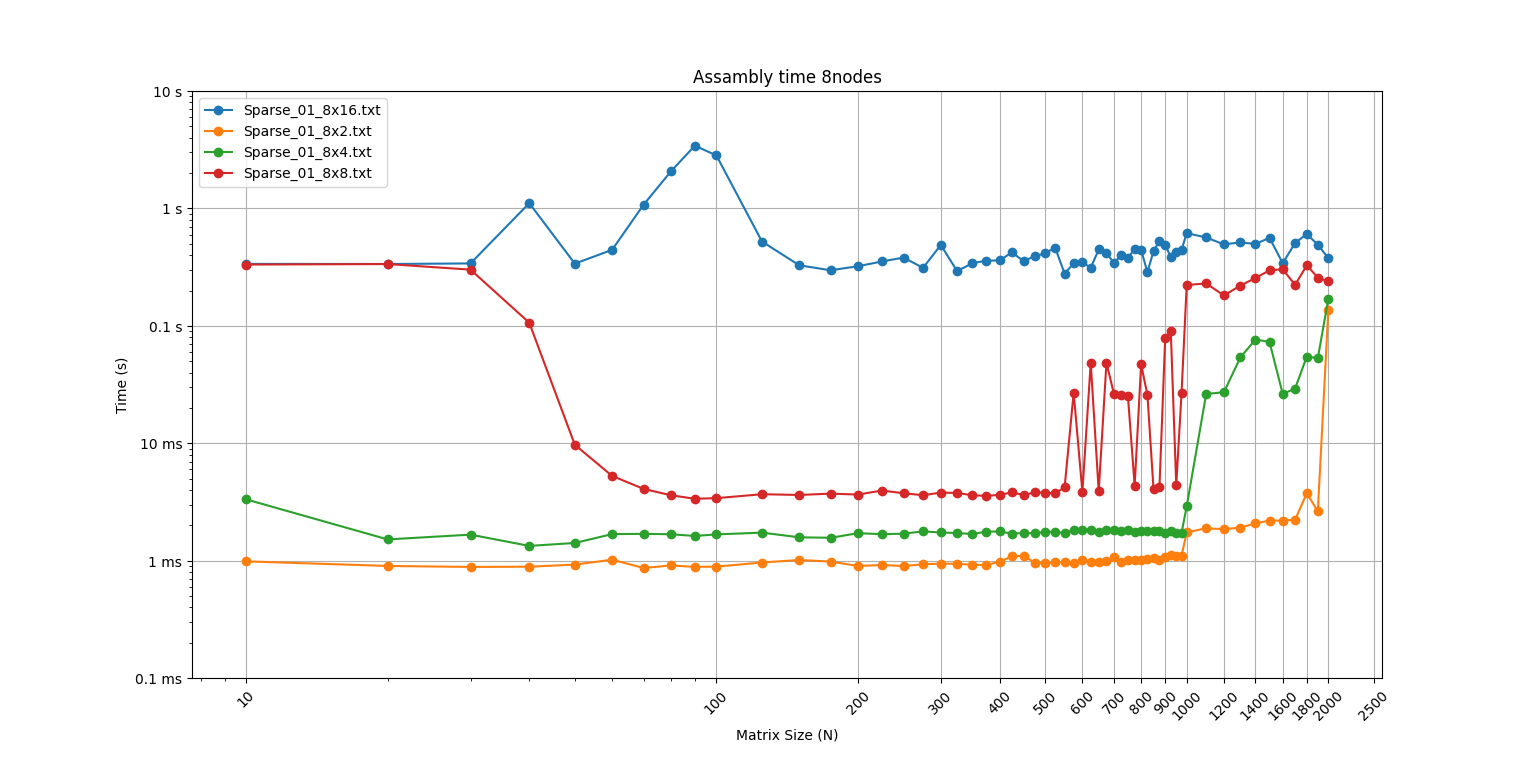 Assambly time 8nodes
10 s
1 s
0.1 s
10 ms
1 ms
0.1 ms
Time (s)
Sparse_01_8x16.txt
Sparse_01_8x2.txt
Sparse_01_8x4.txt
Sparse_01_8x8.txt
10 100 200 300 400 500 600 700 800 900 1000 1200 1400 1600 1800 2000 2500
Matrix Size (N)